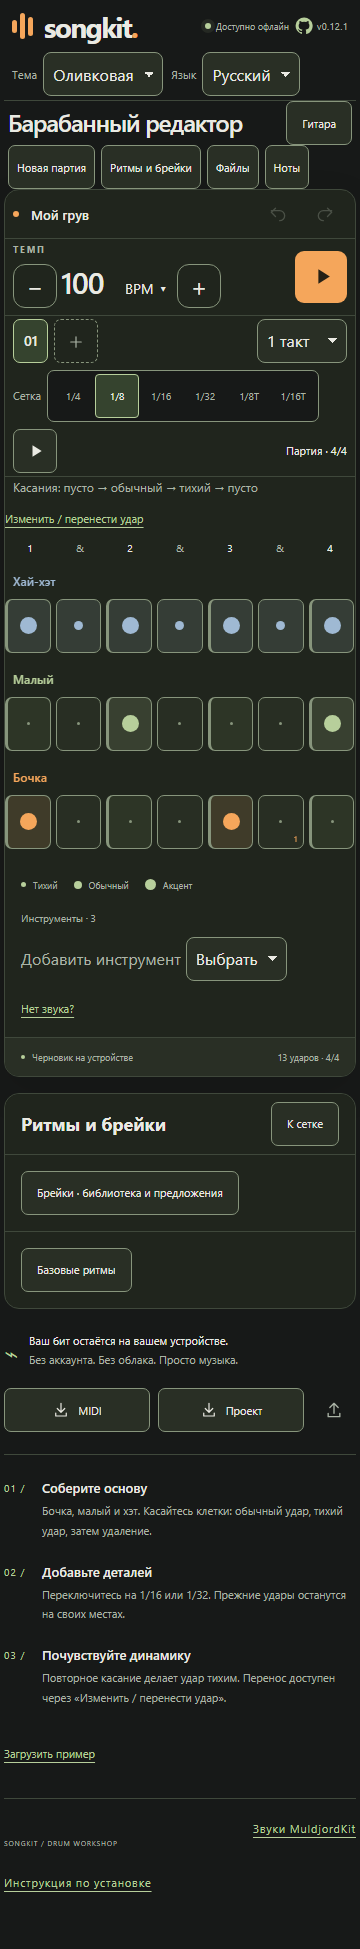 songkit.
Доступно офлайн
v0.12.1
Тема
Оливковая
Язык
Русский
Барабанный редактор
Гитара
Новая партия
Ритмы и брейки
Файлы
Ноты
Мой грув
ТЕМП
− 100 BPM ▾ +
01
+
1 такт
Сетка
1/4
1/8
1/16
1/32
1/8T
1/16T
Партия · 4/4
Касания: пусто → обычный → тихий → пусто
Изменить / перенести удар
1 & 2 & 3 & 4
Хай-хэт
Малый
Бочка
1
Тихий
Обычный
Акцент
Инструменты · 3
Добавить инструмент
Выбрать
Нет звука?
Черновик на устройстве
13 ударов · 4/4
Ритмы и брейки
К сетке
Брейки · библиотека и предложения
Базовые ритмы
Ваш бит остаётся на вашем устройстве.
Без аккаунта. Без облака. Просто музыка.
MIDI
Проект
01 /
Соберите основу
Бочка, малый и хэт. Касайтесь клетки: обычный удар, тихий
удар, затем удаление.
02 /
Добавьте деталей
Переключитесь на 1/16 или 1/32. Прежние удары останутся
на своих местах.
03 /
Почувствуйте динамику
Повторное касание делает удар тихим. Перенос доступен
через «Изменить / перенести удар».
Загрузить пример
Звуки MuldjordKit
SONGKIT / DRUM WORKSHOP
Инструкция по установке